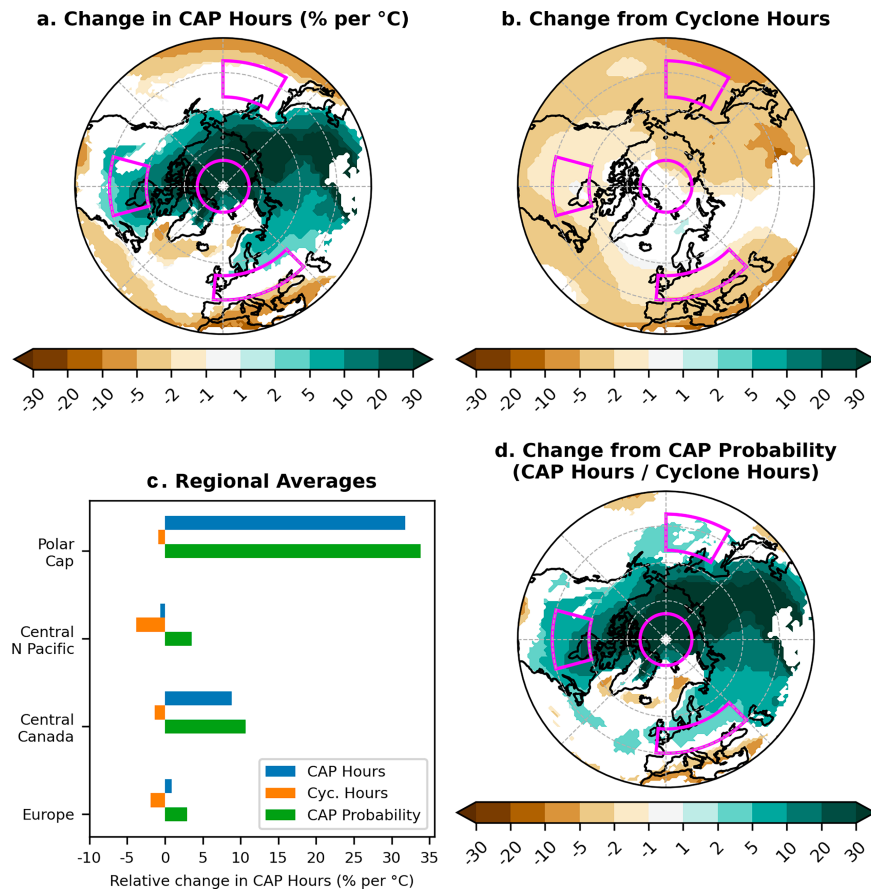 a. Change in CAP Hours (% per °C)
b. Change from Cyclone Hours
-30 -20 -10 -5 -2 -1 1 2 5 10 20 30
-30 -20 -10 -5 -2 -1 1 2 5 10 20 30
c. Regional Averages
Polar
Cap
Central
N Pacific
Central
Canada
Europe
CAP Hours
Cyc. Hours
CAP Probability
-10 -5 0 5 10 15 20 25 30 35
Relative change in CAP Hours (% per °C)
d. Change from CAP Probability
(CAP Hours / Cyclone Hours)
-30 -20 -10 -5 -2 -1 1 2 5 10 20 30